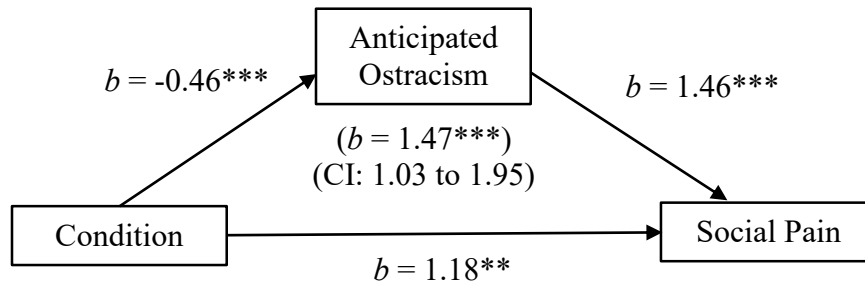 Anticipated
Ostracism
b = -0.46***
b = 1.46***
(b = 1.47***)
(CI: 1.03 to 1.95)
Condition
Social Pain
b = 1.18**